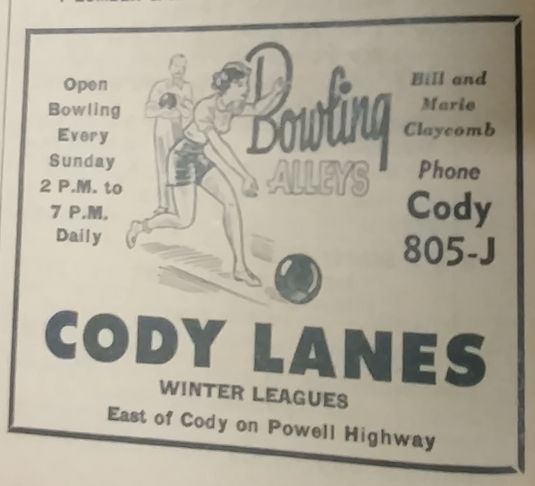 Open
Bowling
Every
Sunday
2 P.M. to
7 P.M.
Daily
Bowling
ALLEYS
Bill and
Marie
Claycomb
Phone
Cody
805-J
CODY LANES
WINTER LEAGUES
East of Cody on Powell Highway